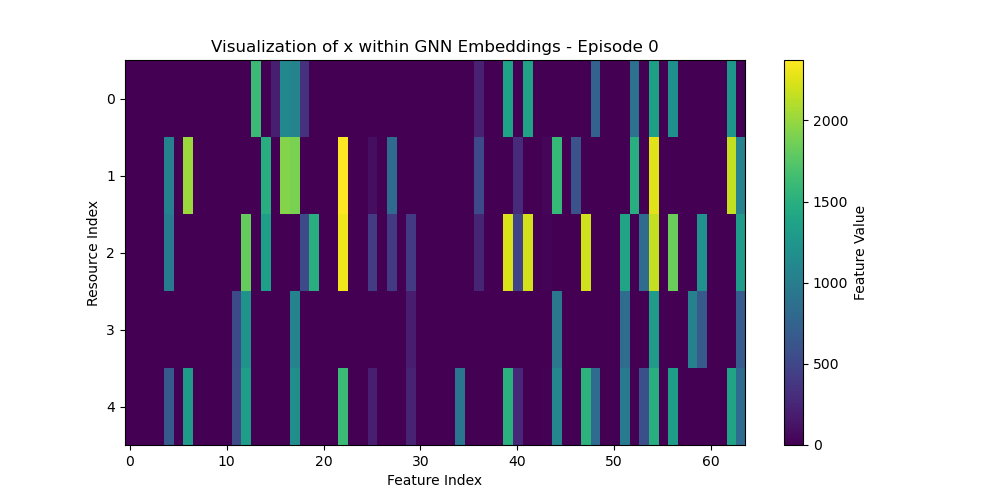 Visualization of x within GNN Embeddings - Episode 0
Resource Index
0
1
2
3
4
0 10 20 30 40 50 60
Feature Index
2000
1500
1000
500
0
Feature Value